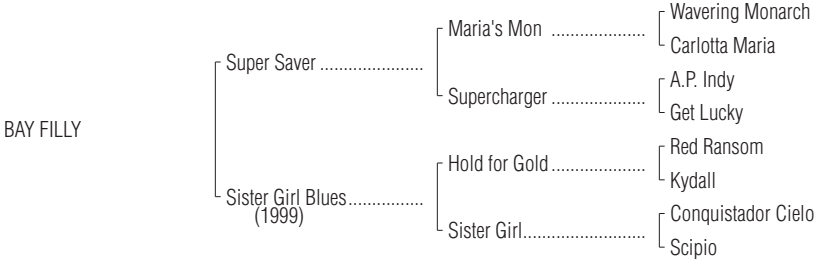 Wavering Monarch
Maria's Mon ....................
Carlotta Maria
Super Saver ......................
A.P. Indy
Supercharger ....................
Get Lucky
BAY FILLY
Red Ransom
Hold for Gold ....................
Kydall
Sister Girl Blues................
(1999)
Conquistador Cielo
Sister Girl..........................
Scipio